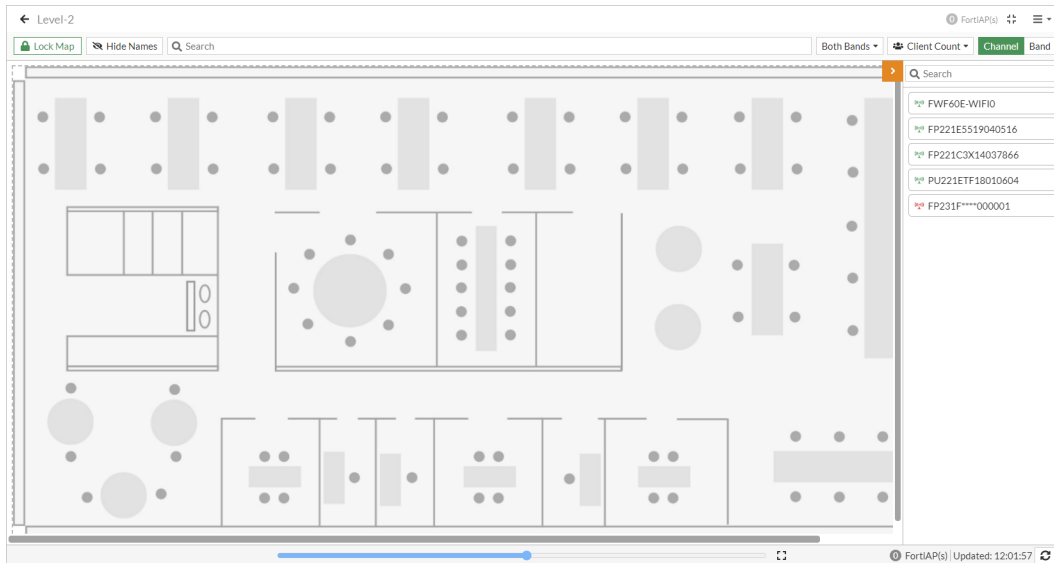 Level-2
0 FortiAP(s)
Lock Map Hide Names Search Both Bands Client Count Channel Band
Search
FWF60E-WIFI0
FP221E5519040516
FP221C3X14037866
PU221ETF18010604
FP231F****000001
0 FortiAP(s) Updated: 12:01:57